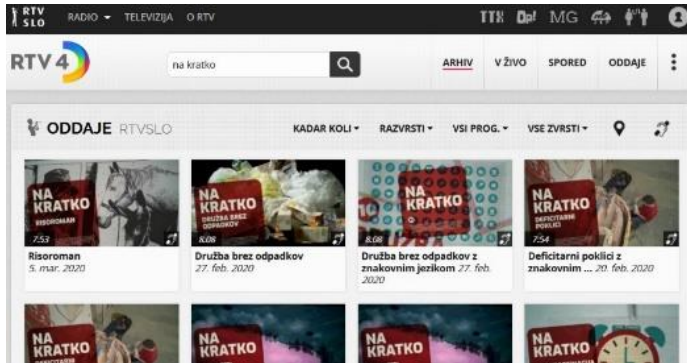 RTV SLO RADIO TELEVIZIJA O RTV TTX Op! MG
RTV 4 na kratko ARHIV V ŽIVO SPORED ODDAJE
ODDAJE RTVSLO KADAR KOLI RAZVRSTI VSI PROG. VSE ZVRSTI
NA KRATKO
RISOROMAN
7:53
NA KRATKO
DRUŽBA BREZ ODPADKOV
8:08
NA KRATKO
8:08
NA KRATKO
DEFICITARNI POKLICI
7:54
Risoroman
5. mar. 2020
Družba brez odpadkov
27. feb. 2020
Družba brez odpadkov z
znakovnim jezikom 27. feb.
2020
Deficitarni poklici z
znakovnim ... 20. feb. 2020
NA KRATKO
DEFICITARNI
NA KRATKO
NA KRATKO
NA KRATKO